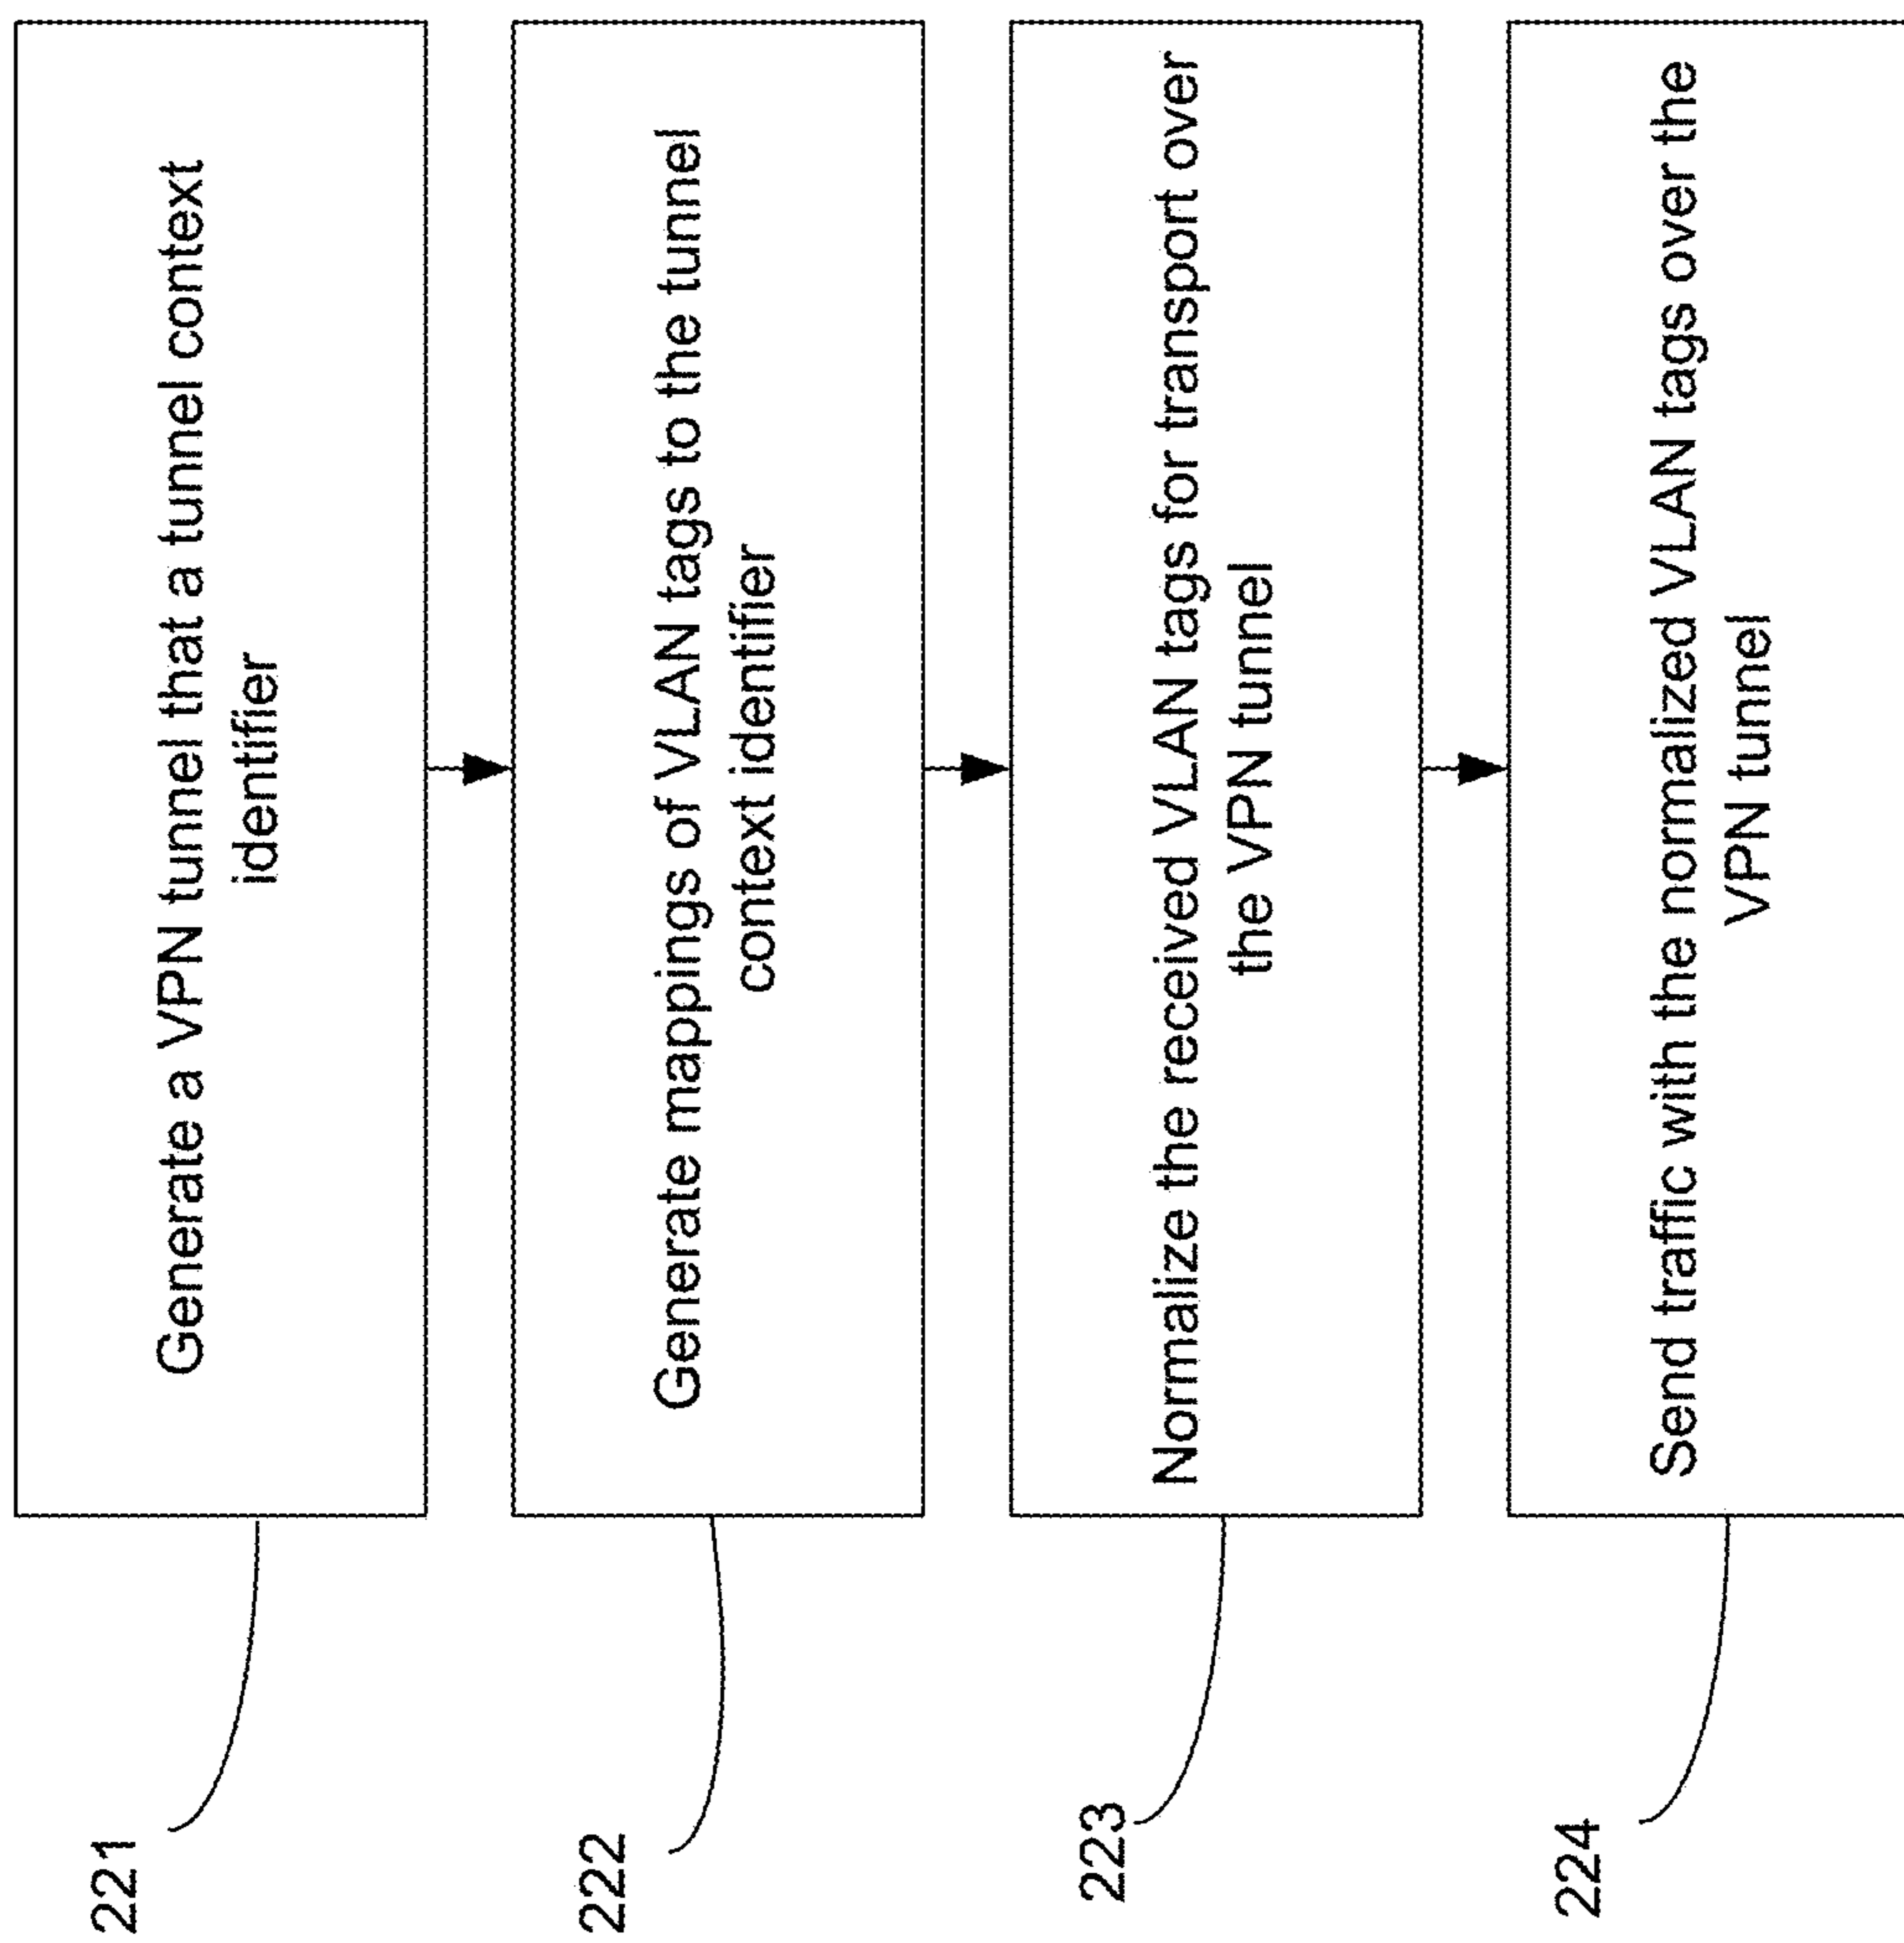 221
Generate a VPN tunnel that a tunnel context
identifier
222
Generate mappings of VLAN tags to the tunnel
context identifier
223
Normalize the received VLAN tags for transport over
the VPN tunnel
224
Send traffic with the normalized VLAN tags over the
VPN tunnel